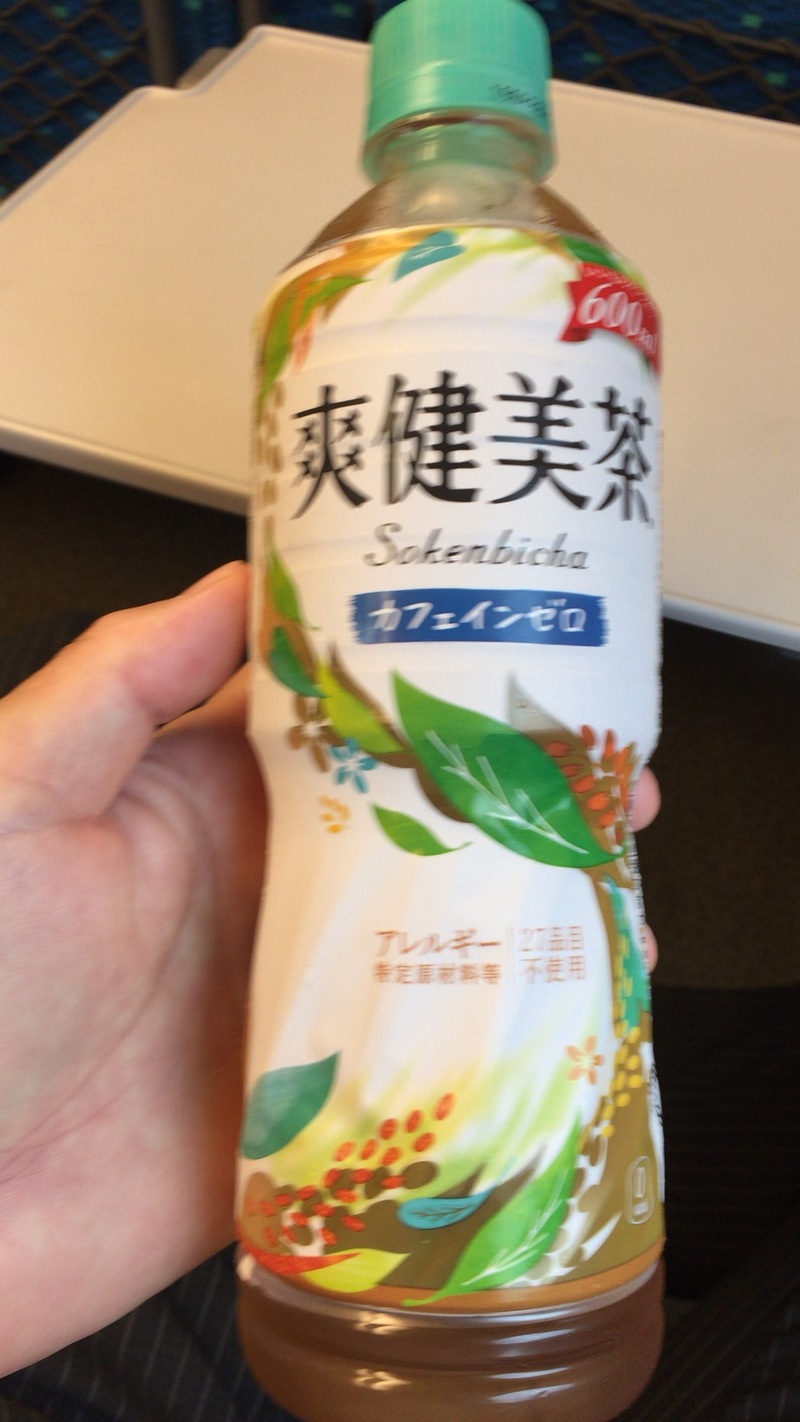 600ml
爽健美茶
Sokenbicha
カフェインゼロ
アレルギー
特定原材料等
27品目
不使用